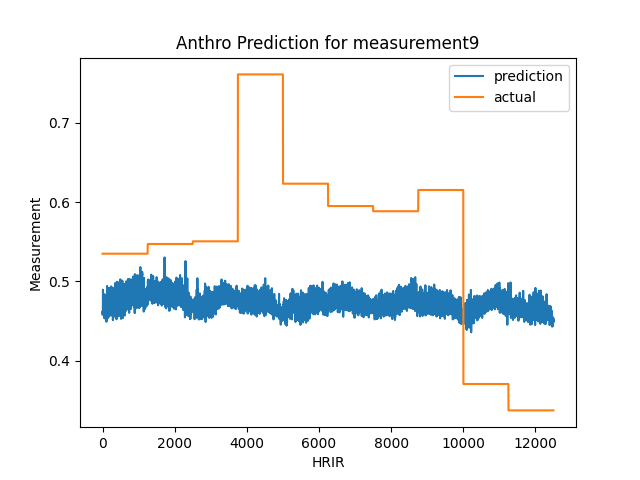 Anthro Prediction for measurement9
prediction
actual
0.7
0.6
0.5
0.4
Measurement
0 2000 4000 6000 8000 10000 12000
HRIR